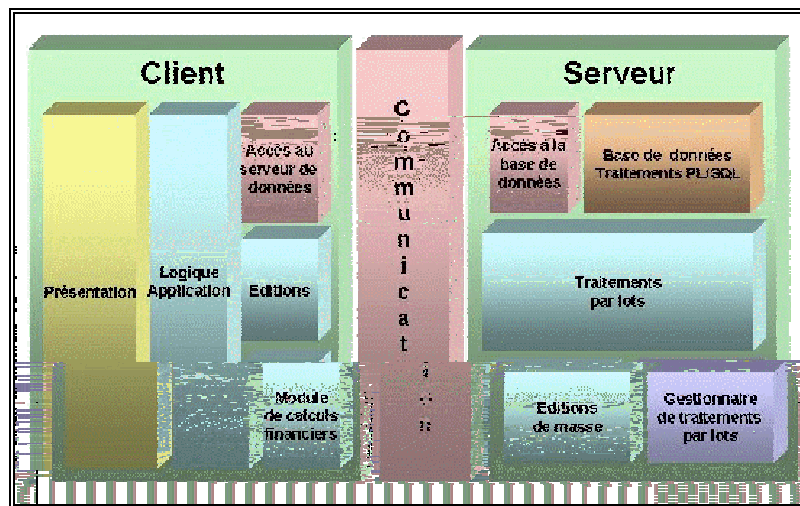 Client
Présentation
Logique
Application
Accès au
serveur de
données
Editions
Module
de calculs
financiers
Communicat
Serveur
Accès à la
base de
données
Base de données
Traitements PL/SQL
Traitements
par lots
Editions
de masse
Gestionnaire
de traitements
par lots